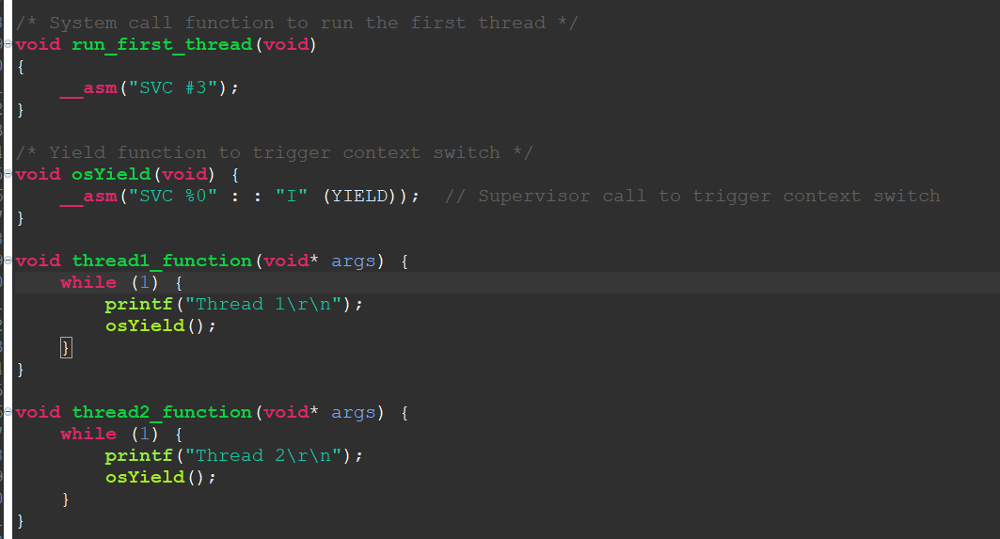 /* System call function to run the first thread */
void run_first_thread(void)
{
    __asm("SVC #3");
}
/* Yield function to trigger context switch */
void osYield(void) {
    __asm("SVC %0" : : "I" (YIELD));  // Supervisor call to trigger context switch
}
void thread1_function(void* args) {
    while (1) {
        printf("Thread 1\r\n");
        osYield();
    }
}
void thread2_function(void* args) {
    while (1) {
        printf("Thread 2\r\n");
        osYield();
    }
}